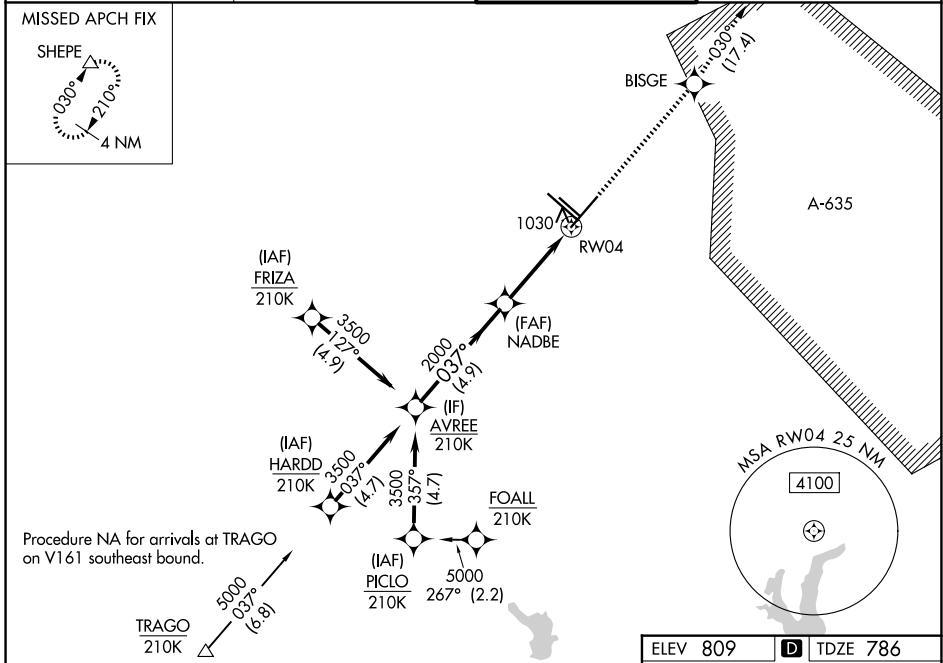 MISSED APCH FIX
SHEPE
030°
210°
4 NM
030°
(17.4)
BISGE
A-635
1030
RW04
(IAF)
FRIZA
210K
3500
127°
(4.9)
(FAF)
NADBE
2000
037°
(4.9)
(IF)
AVREE
210K
(IAF)
HARDD
210K
3500
037°
(4.7)
3500
357°
(4.7)
FOALL
210K
(IAF)
PICLO
210K
5000
267° (2.2)
Procedure NA for arrivals at TRAGO
on V161 southeast bound.
5000
037°
(6.8)
TRAGO
210K
MSA RW04 25 NM
4100
ELEV 809 D TDZE 786